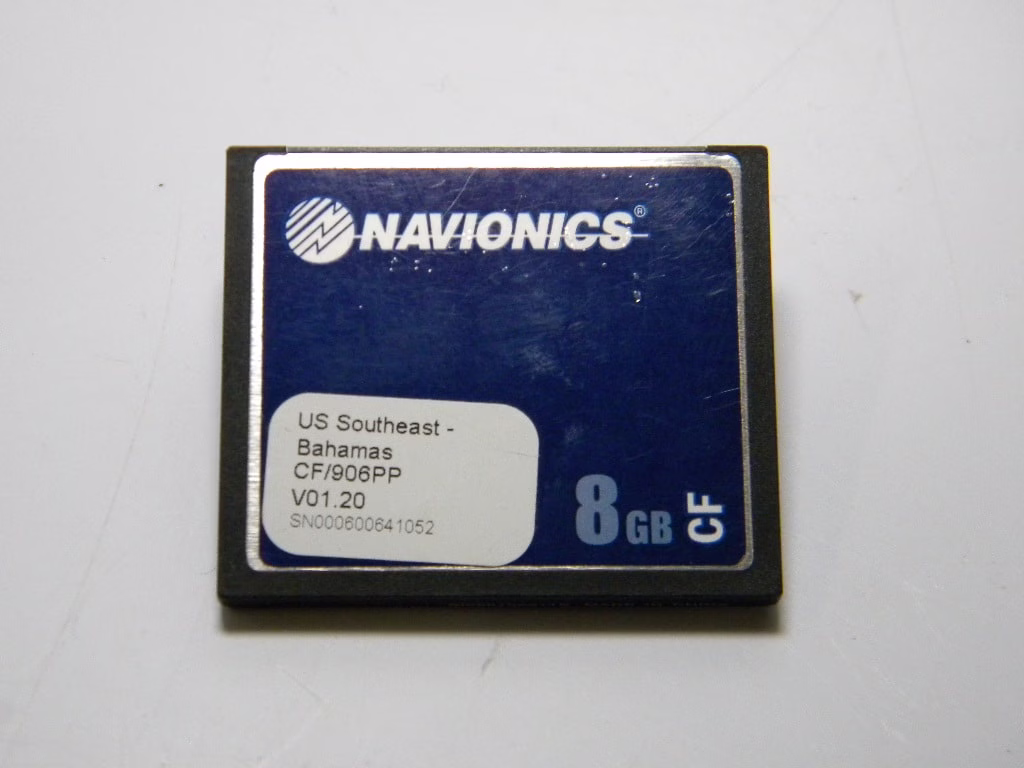 NAVIONICS®
US Southeast -
Bahamas
CF/906PP
V01.20
SN000600641052
8 GB
CF